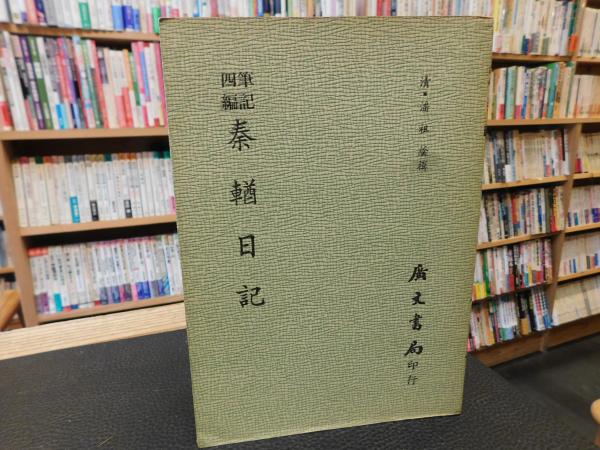 清·潘祖蔭撰
筆記
四編
秦輶日記
廣文書局印行